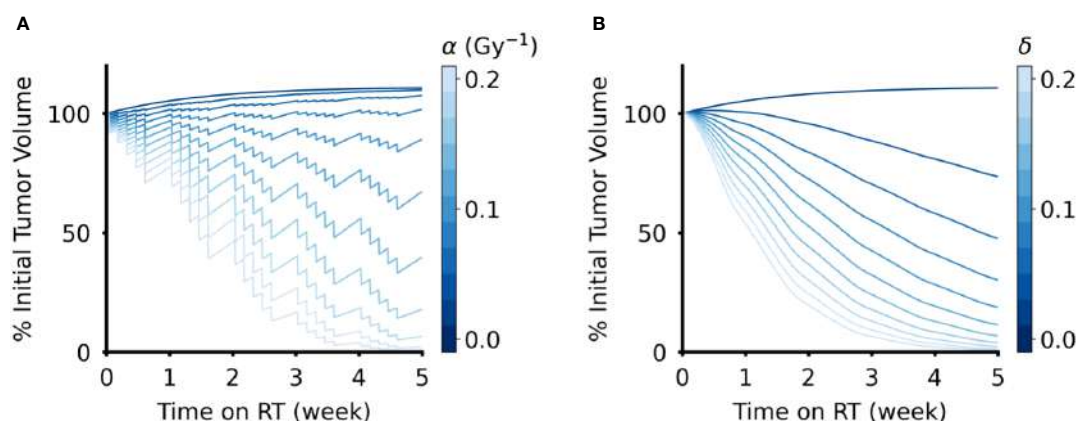 A
α (Gy⁻¹)
% Initial Tumor Volume
100
50
0
0 1 2 3 4 5
Time on RT (week)
0.2
0.1
0.0
B
δ
% Initial Tumor Volume
100
50
0
0 1 2 3 4 5
Time on RT (week)
0.2
0.1
0.0